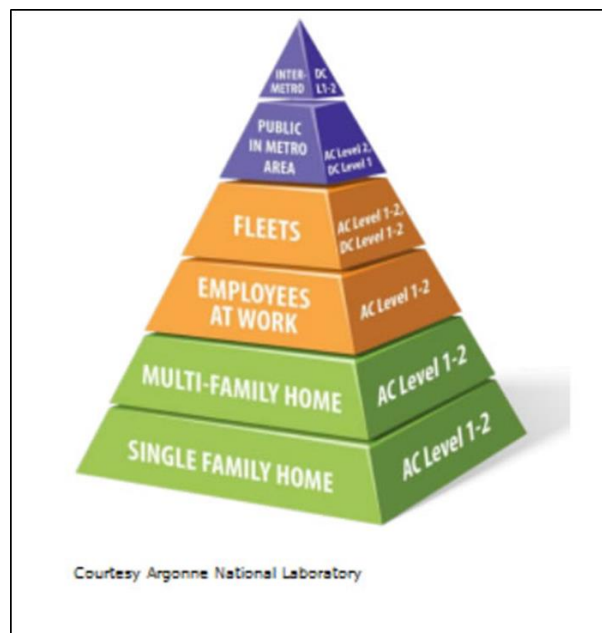 INTER-
METRO
DC
L1-2
PUBLIC
IN METRO
AREA
AC Level 2,
DC Level 1
FLEETS
AC Level 1-2,
DC Level 1-2
EMPLOYEES
AT WORK
AC Level 1-2
MULTI-FAMILY HOME
AC Level 1-2
SINGLE FAMILY HOME
AC Level 1-2
Courtesy Argonne National Laboratory